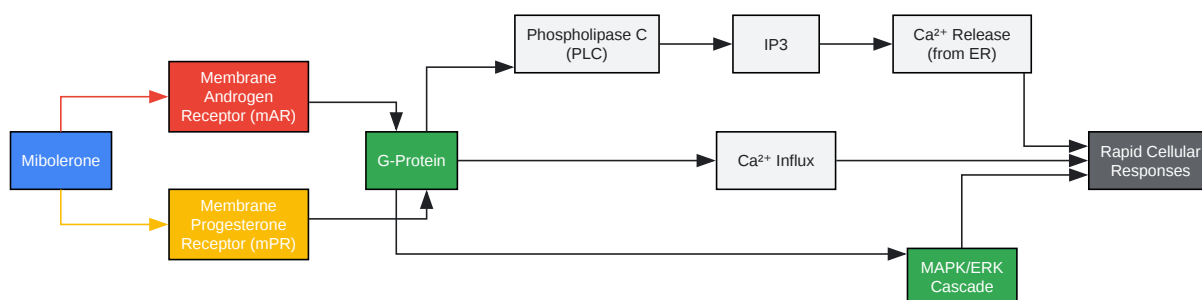 Mibolerone
Membrane
Androgen
Receptor (mAR)
Membrane
Progesterone
Receptor (mPR)
G-Protein
Phospholipase C
(PLC)
IP3
Ca²⁺ Release
(from ER)
Ca²⁺ Influx
MAPK/ERK
Cascade
Rapid Cellular
Responses